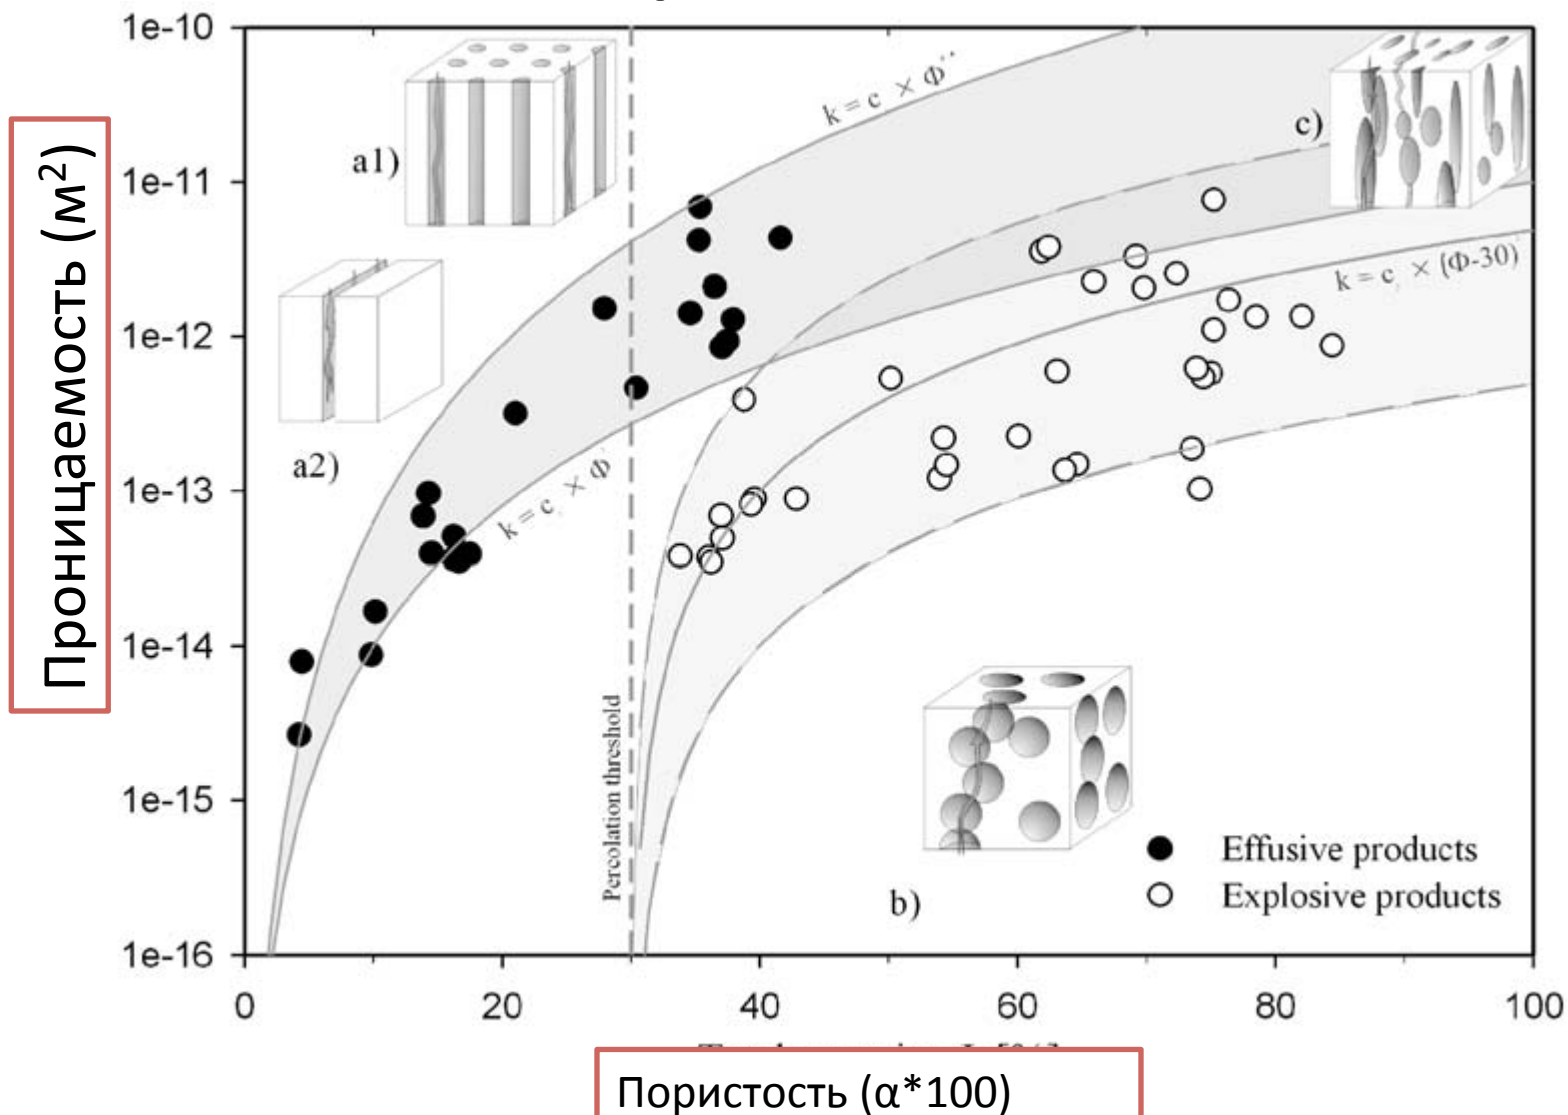 1e-10
1e-11
1e-12
1e-13
1e-14
1e-15
1e-16
Проницаемость (м²)
a1)
a2)
k = c × Φ
c)
k = c × (Φ-30)
k = c × Φ
Percolation threshold
b)
Effusive products
Explosive products
0 20 40 60 80 100
Пористость (α*100)